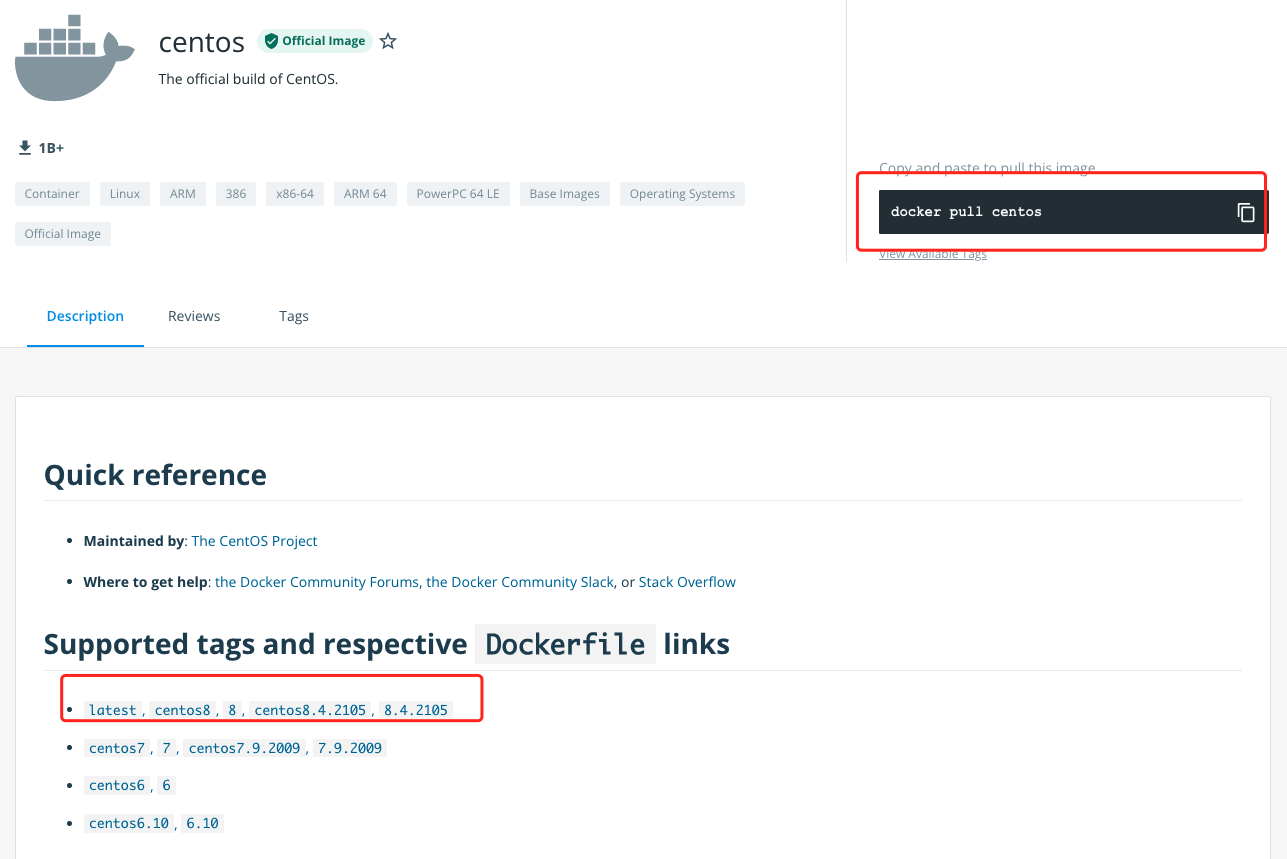 centos Official Image
The official build of CentOS.
1B+
Container Linux ARM 386 x86-64 ARM 64 PowerPC 64 LE Base Images Operating Systems
Official Image
Copy and paste to pull this image
docker pull centos
View Available Tags
Description Reviews Tags
Quick reference
• Maintained by: The CentOS Project
• Where to get help: the Docker Community Forums, the Docker Community Slack, or Stack Overflow
Supported tags and respective Dockerfile links
• latest, centos8, 8, centos8.4.2105, 8.4.2105
• centos7, 7, centos7.9.2009, 7.9.2009
• centos6, 6
• centos6.10, 6.10